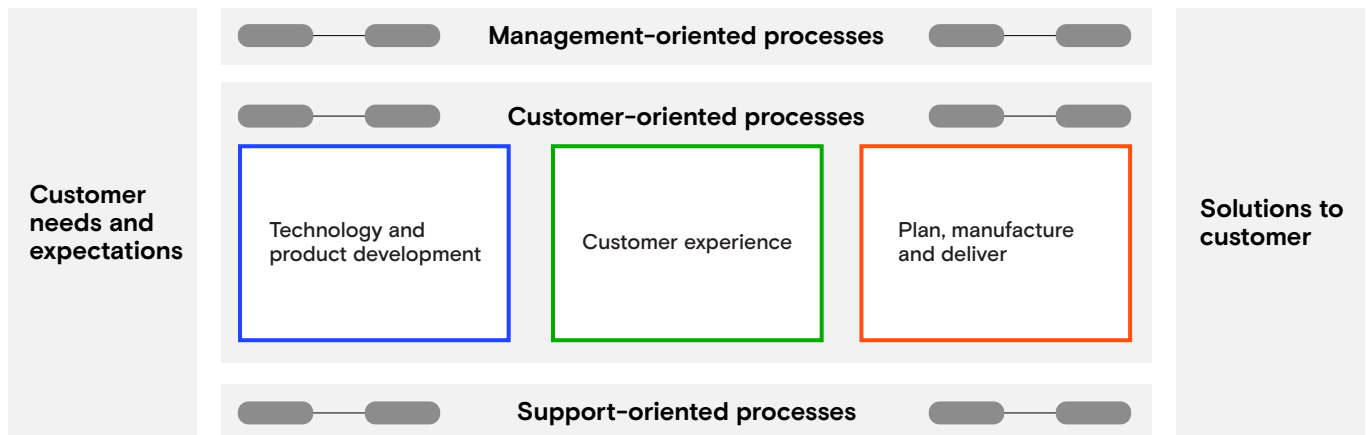 Management-oriented processes
Customer-oriented processes
Customer
needs and
expectations
Technology and
product development
Customer experience
Plan, manufacture
and deliver
Solutions to
customer
Support-oriented processes